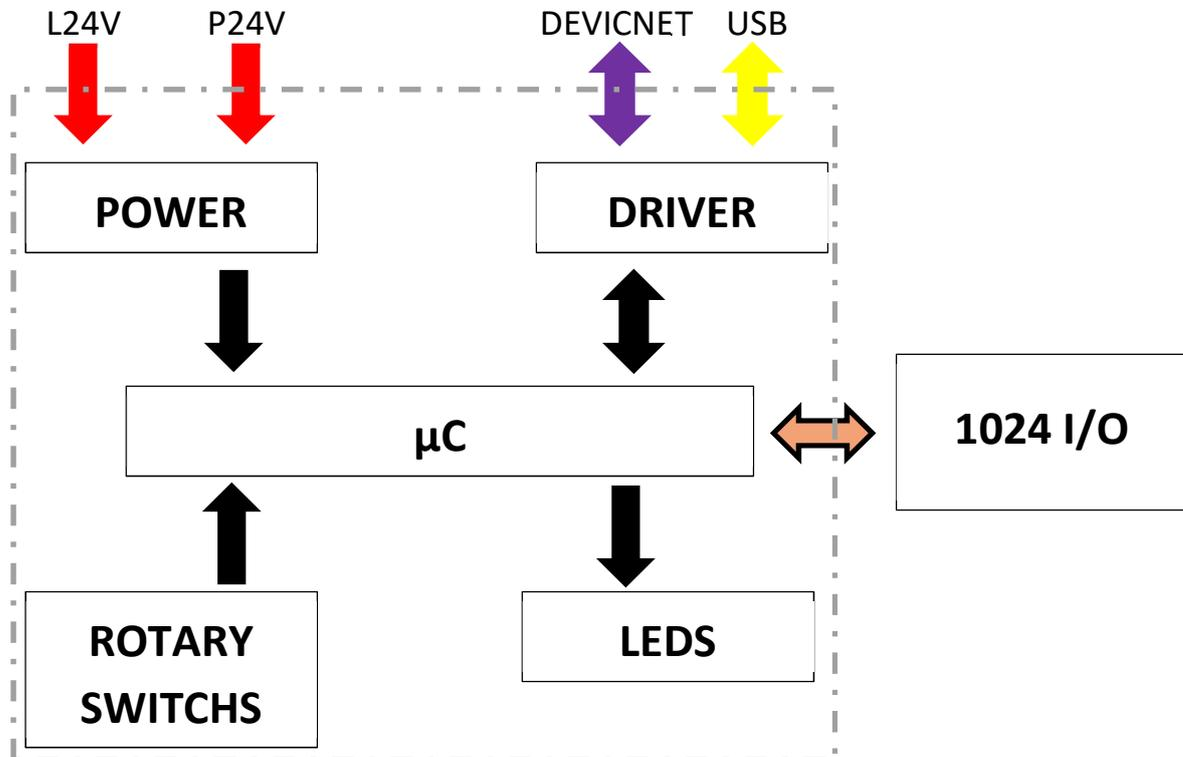 L24V P24V DEVICNET USB
POWER DRIVER
µC
1024 I/O
ROTARY
SWITCHS
LEDS